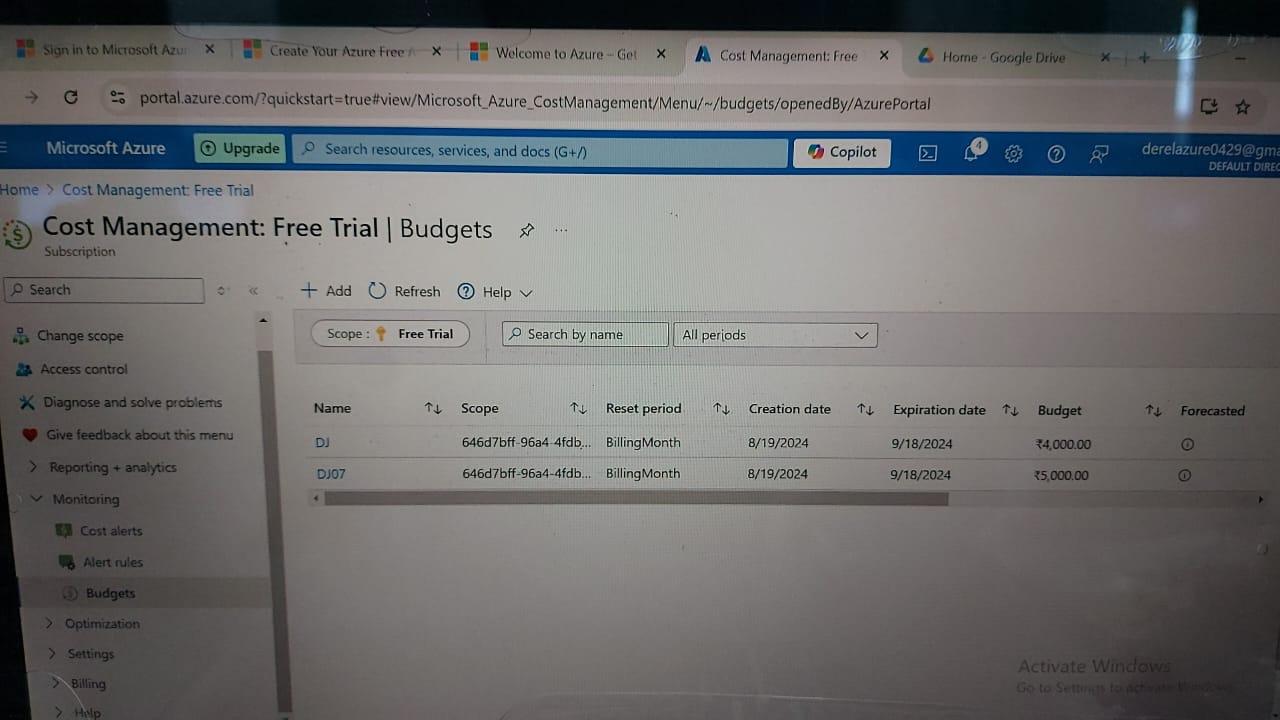 Sign in to Microsoft Azu
Create Your Azure Free A
Welcome to Azure – Get
Cost Management: Free
Home - Google Drive
portal.azure.com/?quickstart=true#view/Microsoft_Azure_CostManagement/Menu/~/budgets/openedBy/AzurePortal
Microsoft Azure
Upgrade
Search resources, services, and docs (G+/)
Copilot
4
derelazure0429@gma
DEFAULT DIREC
Home > Cost Management: Free Trial
Cost Management: Free Trial | Budgets
...
Subscription
Search
Add
Refresh
Help
Change scope
Access control
Diagnose and solve problems
Give feedback about this menu
Reporting + analytics
Monitoring
Cost alerts
Alert rules
Budgets
Optimization
Settings
Billing
Help
Scope : Free Trial
Search by name
All periods
Name Scope Reset period Creation date Expiration date Budget Forecasted
DJ 646d7bff-96a4-4fdb... BillingMonth 8/19/2024 9/18/2024 ₹4,000.00
DJ07 646d7bff-96a4-4fdb... BillingMonth 8/19/2024 9/18/2024 ₹5,000.00
Activate Windows
Go to Settings to activate Windows.